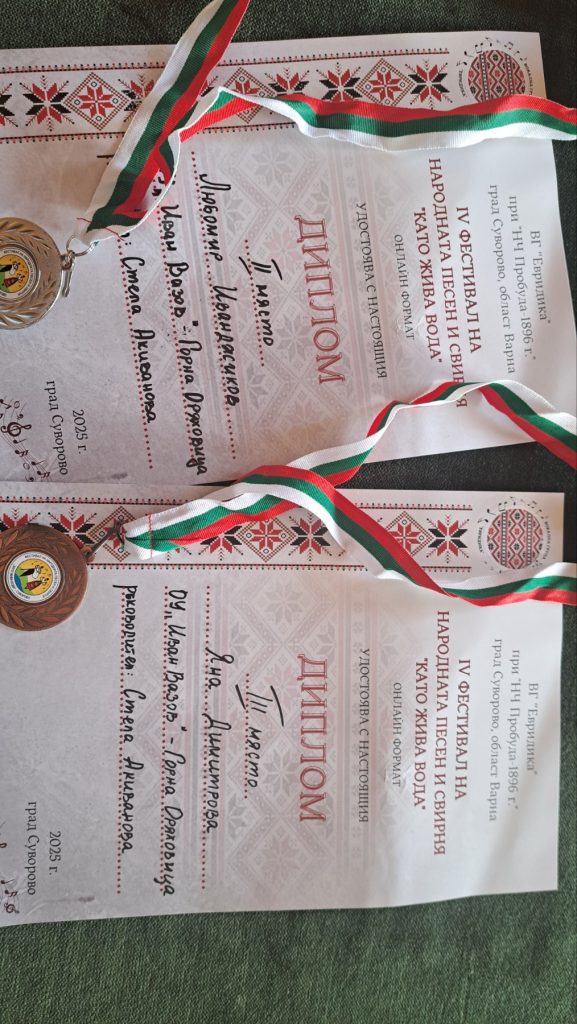 ВГ "Евридика"
при "НЧ Пробуда-1896 г."
град Суворово, област Варна
IV ФЕСТИВАЛ НА
НАРОДНАТА ПЕСЕН И СВИРНЯ
"КАТО ЖИВА ВОДА"
ОНЛАЙН ФОРМАТ
УДОСТОЯВА С НАСТОЯЩИЯ
ДИПЛОМ
II място
Любомир
Иван Вазов" - Горна Оряховица
Стела Акиванова
2025 г.
град Суворово
ВГ "Евридика"
при "НЧ Пробуда-1896 г."
град Суворово, област Варна
IV ФЕСТИВАЛ НА
НАРОДНАТА ПЕСЕН И СВИРНЯ
"КАТО ЖИВА ВОДА"
ОНЛАЙН ФОРМАТ
УДОСТОЯВА С НАСТОЯЩИЯ
ДИПЛОМ
III място
Яна Димитрова
ОУ „Иван Вазов" - Горна Оряховица
ръководител: Стела Акиванова
2025 г.
град Суворово